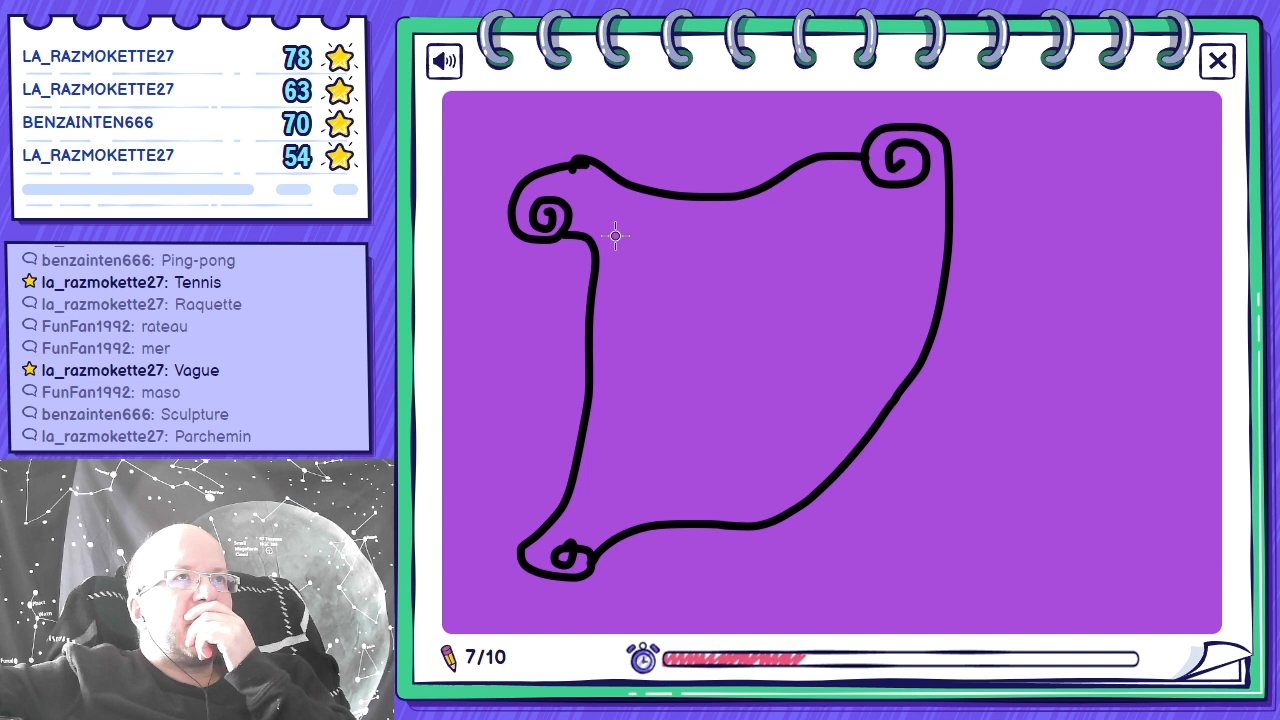 LA_RAZMOKETTE27 78
LA_RAZMOKETTE27 63
BENZAINTEN666 70
LA_RAZMOKETTE27 54
benzainten666: Ping-pong
la_razmokette27: Tennis
la_razmokette27: Raquette
FunFan1992: rateau
FunFan1992: mer
la_razmokette27: Vague
FunFan1992: maso
benzainten666: Sculpture
la_razmokette27: Parchemin
7/10